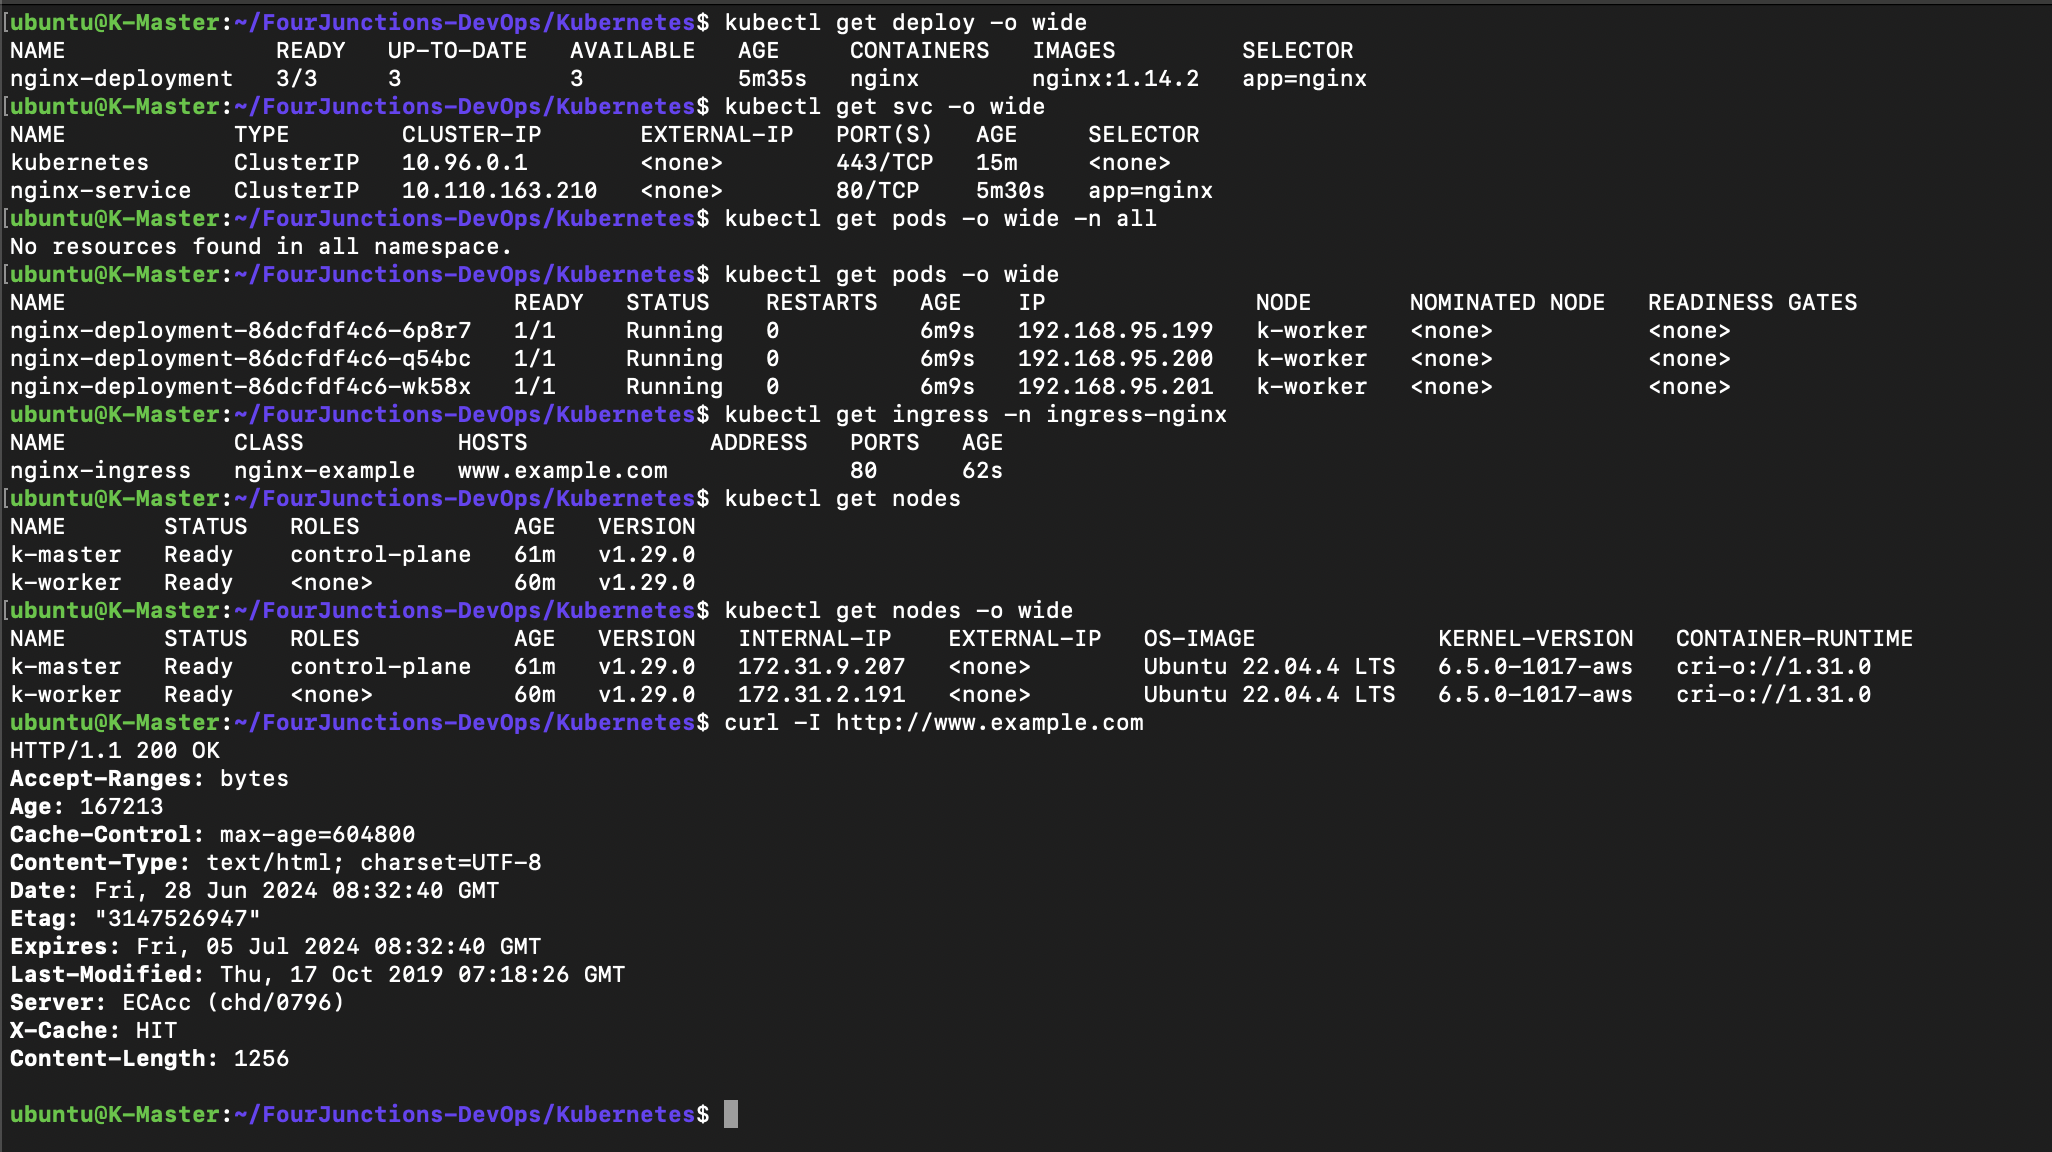 ubuntu@K-Master:~/FourJunctions-DevOps/Kubernetes$ kubectl get deploy -o wide
NAME               READY   UP-TO-DATE   AVAILABLE   AGE     CONTAINERS   IMAGES         SELECTOR
nginx-deployment   3/3     3            3           5m35s   nginx        nginx:1.14.2   app=nginx
ubuntu@K-Master:~/FourJunctions-DevOps/Kubernetes$ kubectl get svc -o wide
NAME            TYPE        CLUSTER-IP       EXTERNAL-IP   PORT(S)   AGE     SELECTOR
kubernetes      ClusterIP   10.96.0.1        <none>        443/TCP   15m     <none>
nginx-service   ClusterIP   10.110.163.210   <none>        80/TCP    5m30s   app=nginx
ubuntu@K-Master:~/FourJunctions-DevOps/Kubernetes$ kubectl get pods -o wide -n all
No resources found in all namespace.
ubuntu@K-Master:~/FourJunctions-DevOps/Kubernetes$ kubectl get pods -o wide
NAME                                READY   STATUS    RESTARTS   AGE    IP               NODE       NOMINATED NODE   READINESS GATES
nginx-deployment-86dcfdf4c6-6p8r7   1/1     Running   0          6m9s   192.168.95.199   k-worker   <none>           <none>
nginx-deployment-86dcfdf4c6-q54bc   1/1     Running   0          6m9s   192.168.95.200   k-worker   <none>           <none>
nginx-deployment-86dcfdf4c6-wk58x   1/1     Running   0          6m9s   192.168.95.201   k-worker   <none>           <none>
ubuntu@K-Master:~/FourJunctions-DevOps/Kubernetes$ kubectl get ingress -n ingress-nginx
NAME            CLASS           HOSTS             ADDRESS   PORTS   AGE
nginx-ingress   nginx-example   www.example.com             80      62s
ubuntu@K-Master:~/FourJunctions-DevOps/Kubernetes$ kubectl get nodes
NAME       STATUS   ROLES           AGE   VERSION
k-master   Ready    control-plane   61m   v1.29.0
k-worker   Ready    <none>          60m   v1.29.0
ubuntu@K-Master:~/FourJunctions-DevOps/Kubernetes$ kubectl get nodes -o wide
NAME       STATUS   ROLES           AGE   VERSION   INTERNAL-IP    EXTERNAL-IP   OS-IMAGE             KERNEL-VERSION   CONTAINER-RUNTIME
k-master   Ready    control-plane   61m   v1.29.0   172.31.9.207   <none>        Ubuntu 22.04.4 LTS   6.5.0-1017-aws   cri-o://1.31.0
k-worker   Ready    <none>          60m   v1.29.0   172.31.2.191   <none>        Ubuntu 22.04.4 LTS   6.5.0-1017-aws   cri-o://1.31.0
ubuntu@K-Master:~/FourJunctions-DevOps/Kubernetes$ curl -I http://www.example.com
HTTP/1.1 200 OK
Accept-Ranges: bytes
Age: 167213
Cache-Control: max-age=604800
Content-Type: text/html; charset=UTF-8
Date: Fri, 28 Jun 2024 08:32:40 GMT
Etag: "3147526947"
Expires: Fri, 05 Jul 2024 08:32:40 GMT
Last-Modified: Thu, 17 Oct 2019 07:18:26 GMT
Server: ECAcc (chd/0796)
X-Cache: HIT
Content-Length: 1256
ubuntu@K-Master:~/FourJunctions-DevOps/Kubernetes$